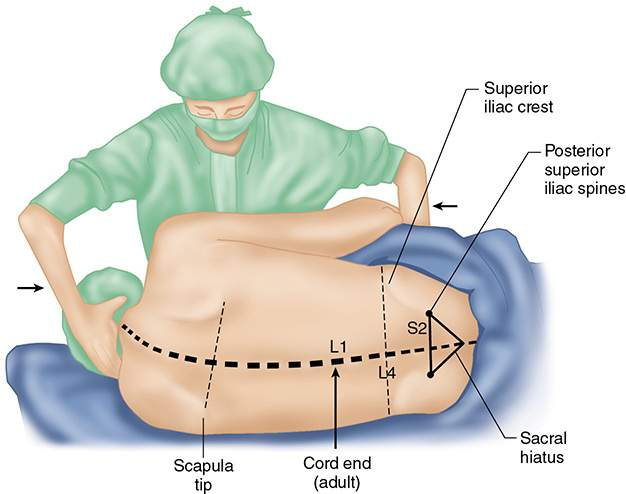 Superior
iliac crest
Posterior
superior
iliac spines
S2
L1
L4
Sacral
hiatus
Scapula
tip
Cord end
(adult)